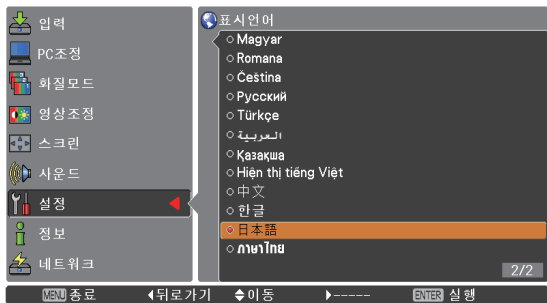 입력
PC조정
화질모드
영상조정
스크린
사운드
설정
정보
네트워크
표시언어
Magyar
Romana
Čeština
Русский
Türkçe
العربية
Қазақша
Hiện thị tiếng Việt
中文
한글
日本語
ภาษาไทย
2/2
MENU 종료 뒤로가기 이동 ----- ENTER 실행